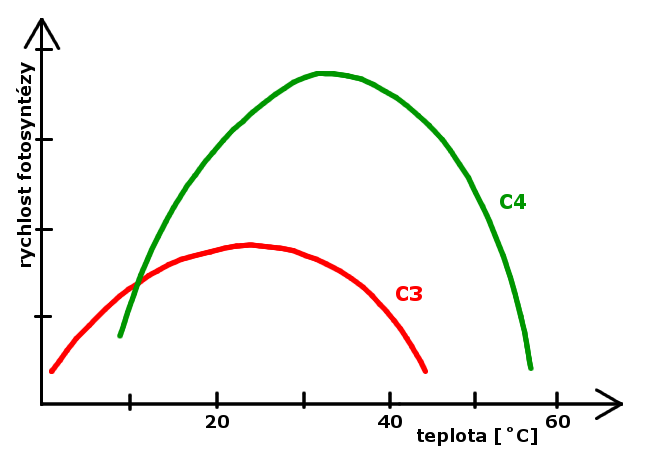 rychlost fotosyntézy
C4
C3
20
40
60
teplota [˚C]